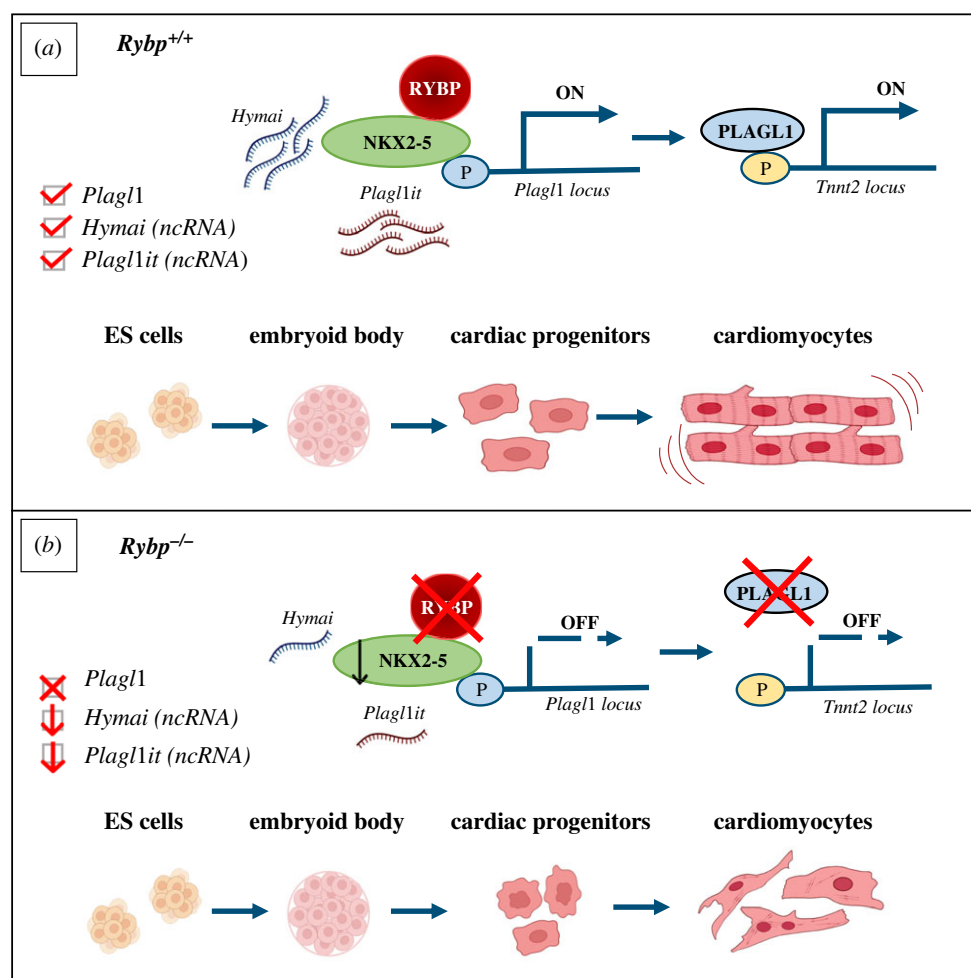 (a) Rybp+/+
RYBP
ON
ON
Hymai
NKX2-5
PLAGL1
P
P
Plagl1it
Plagl1 locus
Tnnt2 locus
Plagl1
Hymai (ncRNA)
Plagl1it (ncRNA)
ES cells embryoid body cardiac progenitors cardiomyocytes
(b) Rybp−/−
RYBP
PLAGL1
Hymai
OFF
OFF
NKX2-5
P
P
Plagl1it
Plagl1 locus
Tnnt2 locus
Plagl1
Hymai (ncRNA)
Plagl1it (ncRNA)
ES cells embryoid body cardiac progenitors cardiomyocytes